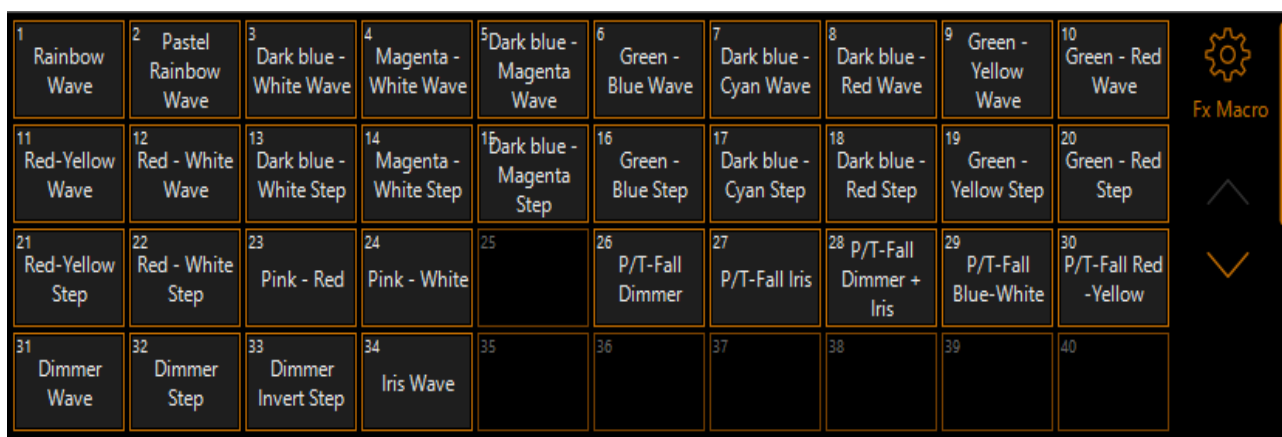 1 Rainbow Wave
2 Pastel Rainbow Wave
3 Dark blue - White Wave
4 Magenta - White Wave
5 Dark blue - Magenta Wave
6 Green - Blue Wave
7 Dark blue - Cyan Wave
8 Dark blue - Red Wave
9 Green - Yellow Wave
10 Green - Red Wave
Fx Macro
11 Red-Yellow Wave
12 Red - White Wave
13 Dark blue - White Step
14 Magenta - White Step
15 Dark blue - Magenta Step
16 Green - Blue Step
17 Dark blue - Cyan Step
18 Dark blue - Red Step
19 Green - Yellow Step
20 Green - Red Step
21 Red-Yellow Step
22 Red - White Step
23 Pink - Red
24 Pink - White
25
26 P/T-Fall Dimmer
27 P/T-Fall Iris
28 P/T-Fall Dimmer + Iris
29 P/T-Fall Blue-White
30 P/T-Fall Red -Yellow
31 Dimmer Wave
32 Dimmer Step
33 Dimmer Invert Step
34 Iris Wave
35
36
37
38
39
40